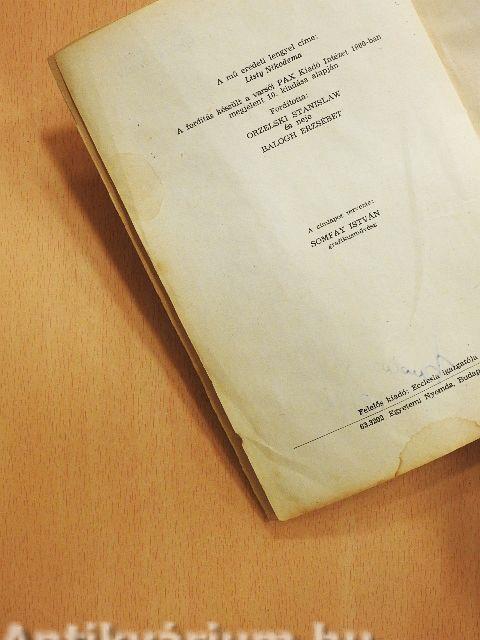 A mű eredeti lengyel címe:
Listy Nikodema
A fordítás készült a varsói PAX Kiadó Intézet 1960-ban
megjelent 10. kiadása alapján
Fordította:
ORZELSKI STANISLAW
és neje
BALOGH ERZSÉBET
A címlapot tervezte:
SOMFAY ISTVÁN
grafikusművész
Felelős kiadó: Ecclesia igazgatója
63.3202 Egyetemi Nyomda, Budap
Antikvárium.hu